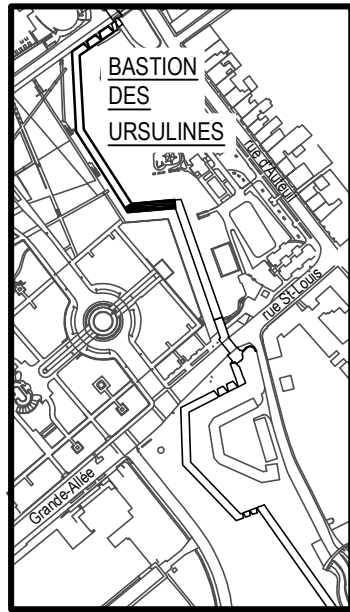 BASTION
DES
URSULINES
rue d'Auteuil
rue St-Louis
Grande-Allée